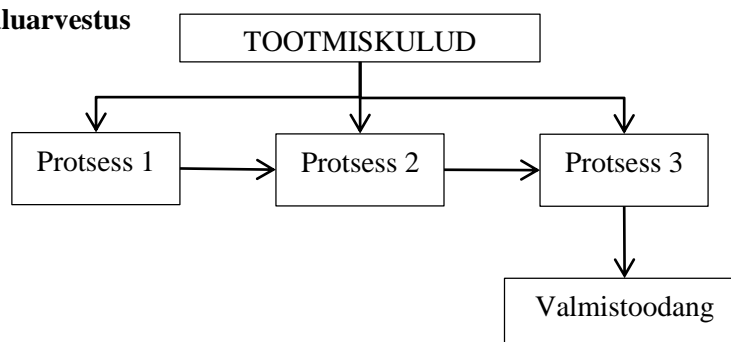 luarvestus
TOOTMISKULUD
Protsess 1
Protsess 2
Protsess 3
Valmistoodang